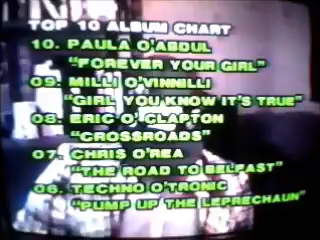 TOP 10 ALBUM CHART
10. PAULA O'ABDUL
"FOREVER YOUR GIRL"
09. MILLI O'VINNILLI
"GIRL YOU KNOW IT'S TRUE"
08. ERIC O'CLAPTON
"CROSSROADS"
07. CHRIS O'REA
"THE ROAD TO BELFAST"
06. TECHNO O'TRONIC
"PUMP UP THE LEPRECHAUN"